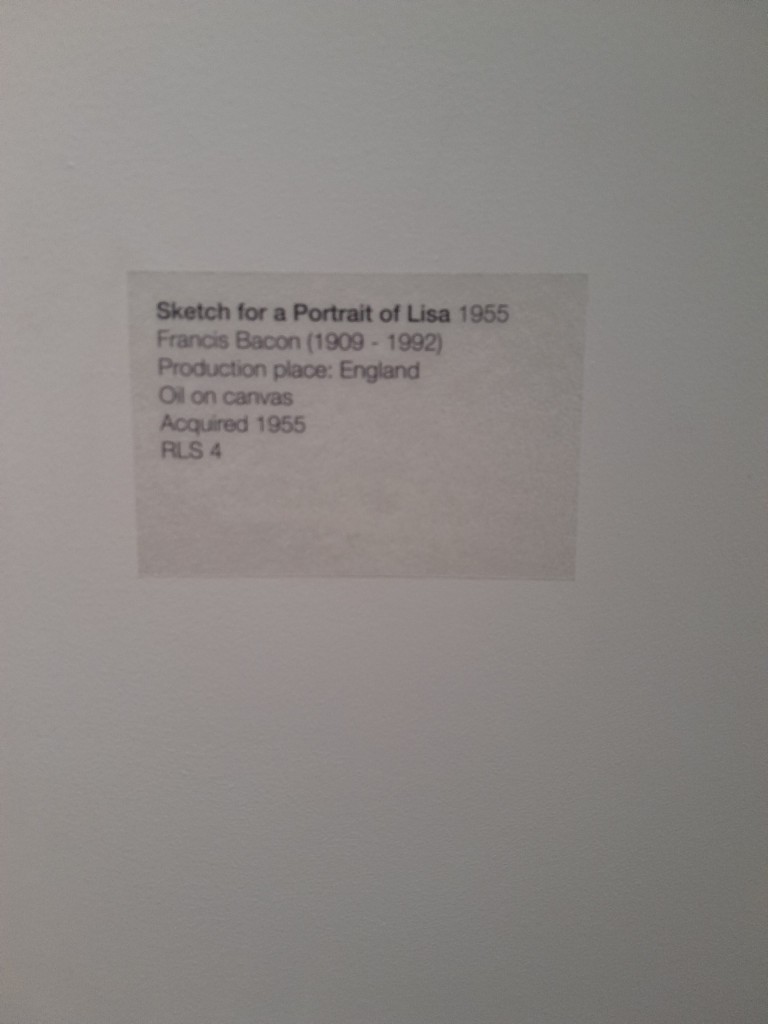 Sketch for a Portrait of Lisa 1955
Francis Bacon (1909 - 1992)
Production place: England
Oil on canvas
Acquired 1955
RLS 4